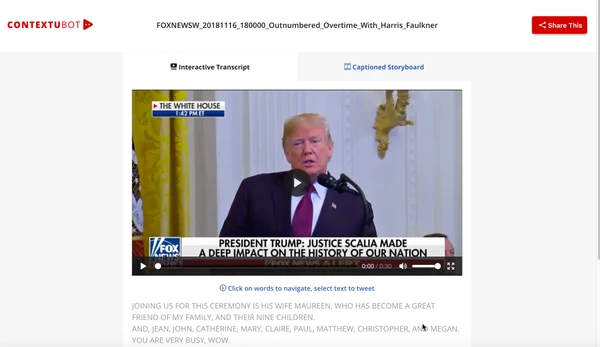 CONTEXTUBOT
FOXNEWSW_20181116_180000_Outnumbered_Overtime_With_Harris_Faulkner
Share This
Interactive Transcript
Captioned Storyboard
THE WHITE HOUSE
1:42 PM ET
FOX NEWS
PRESIDENT TRUMP: JUSTICE SCALIA MADE
A DEEP IMPACT ON THE HISTORY OF OUR NATION
FOX NEWS ALERT
0:00 / 0:30
Click on words to navigate, select text to tweet
JOINING US FOR THIS CEREMONY IS HIS WIFE MAUREEN, WHO HAS BECOME A GREAT
FRIEND OF MY FAMILY, AND THEIR NINE CHILDREN.
AND, JEAN, JOHN, CATHERINE, MARY, CLAIRE, PAUL, MATTHEW, CHRISTOPHER, AND MEGAN.
YOU ARE VERY BUSY, WOW.